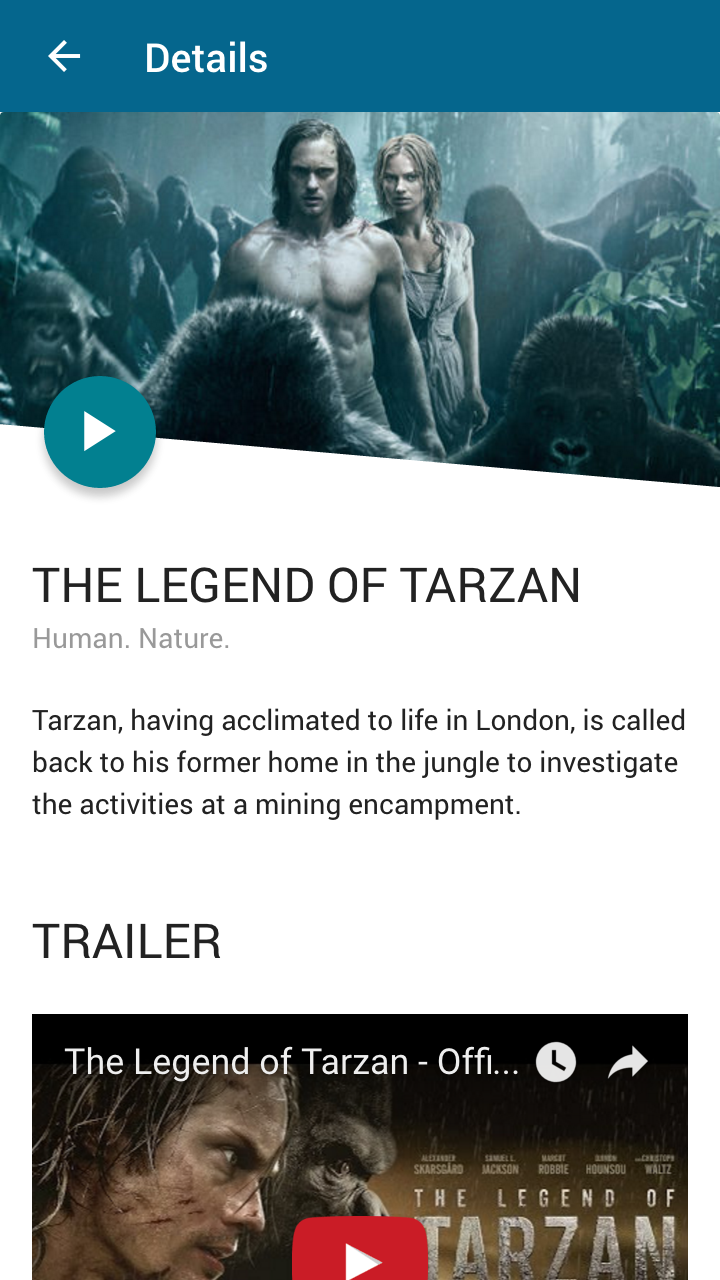 Details
THE LEGEND OF TARZAN
Human. Nature.
Tarzan, having acclimated to life in London, is called
back to his former home in the jungle to investigate
the activities at a mining encampment.
TRAILER
The Legend of Tarzan - Offi...
ALEXANDER SAMUEL L. MARGOT DJIMON AND CHRISTOPH
SKARSGÅRD JACKSON ROBBIE HOUNSOU WALTZ
THE LEGEND OF
TARZAN